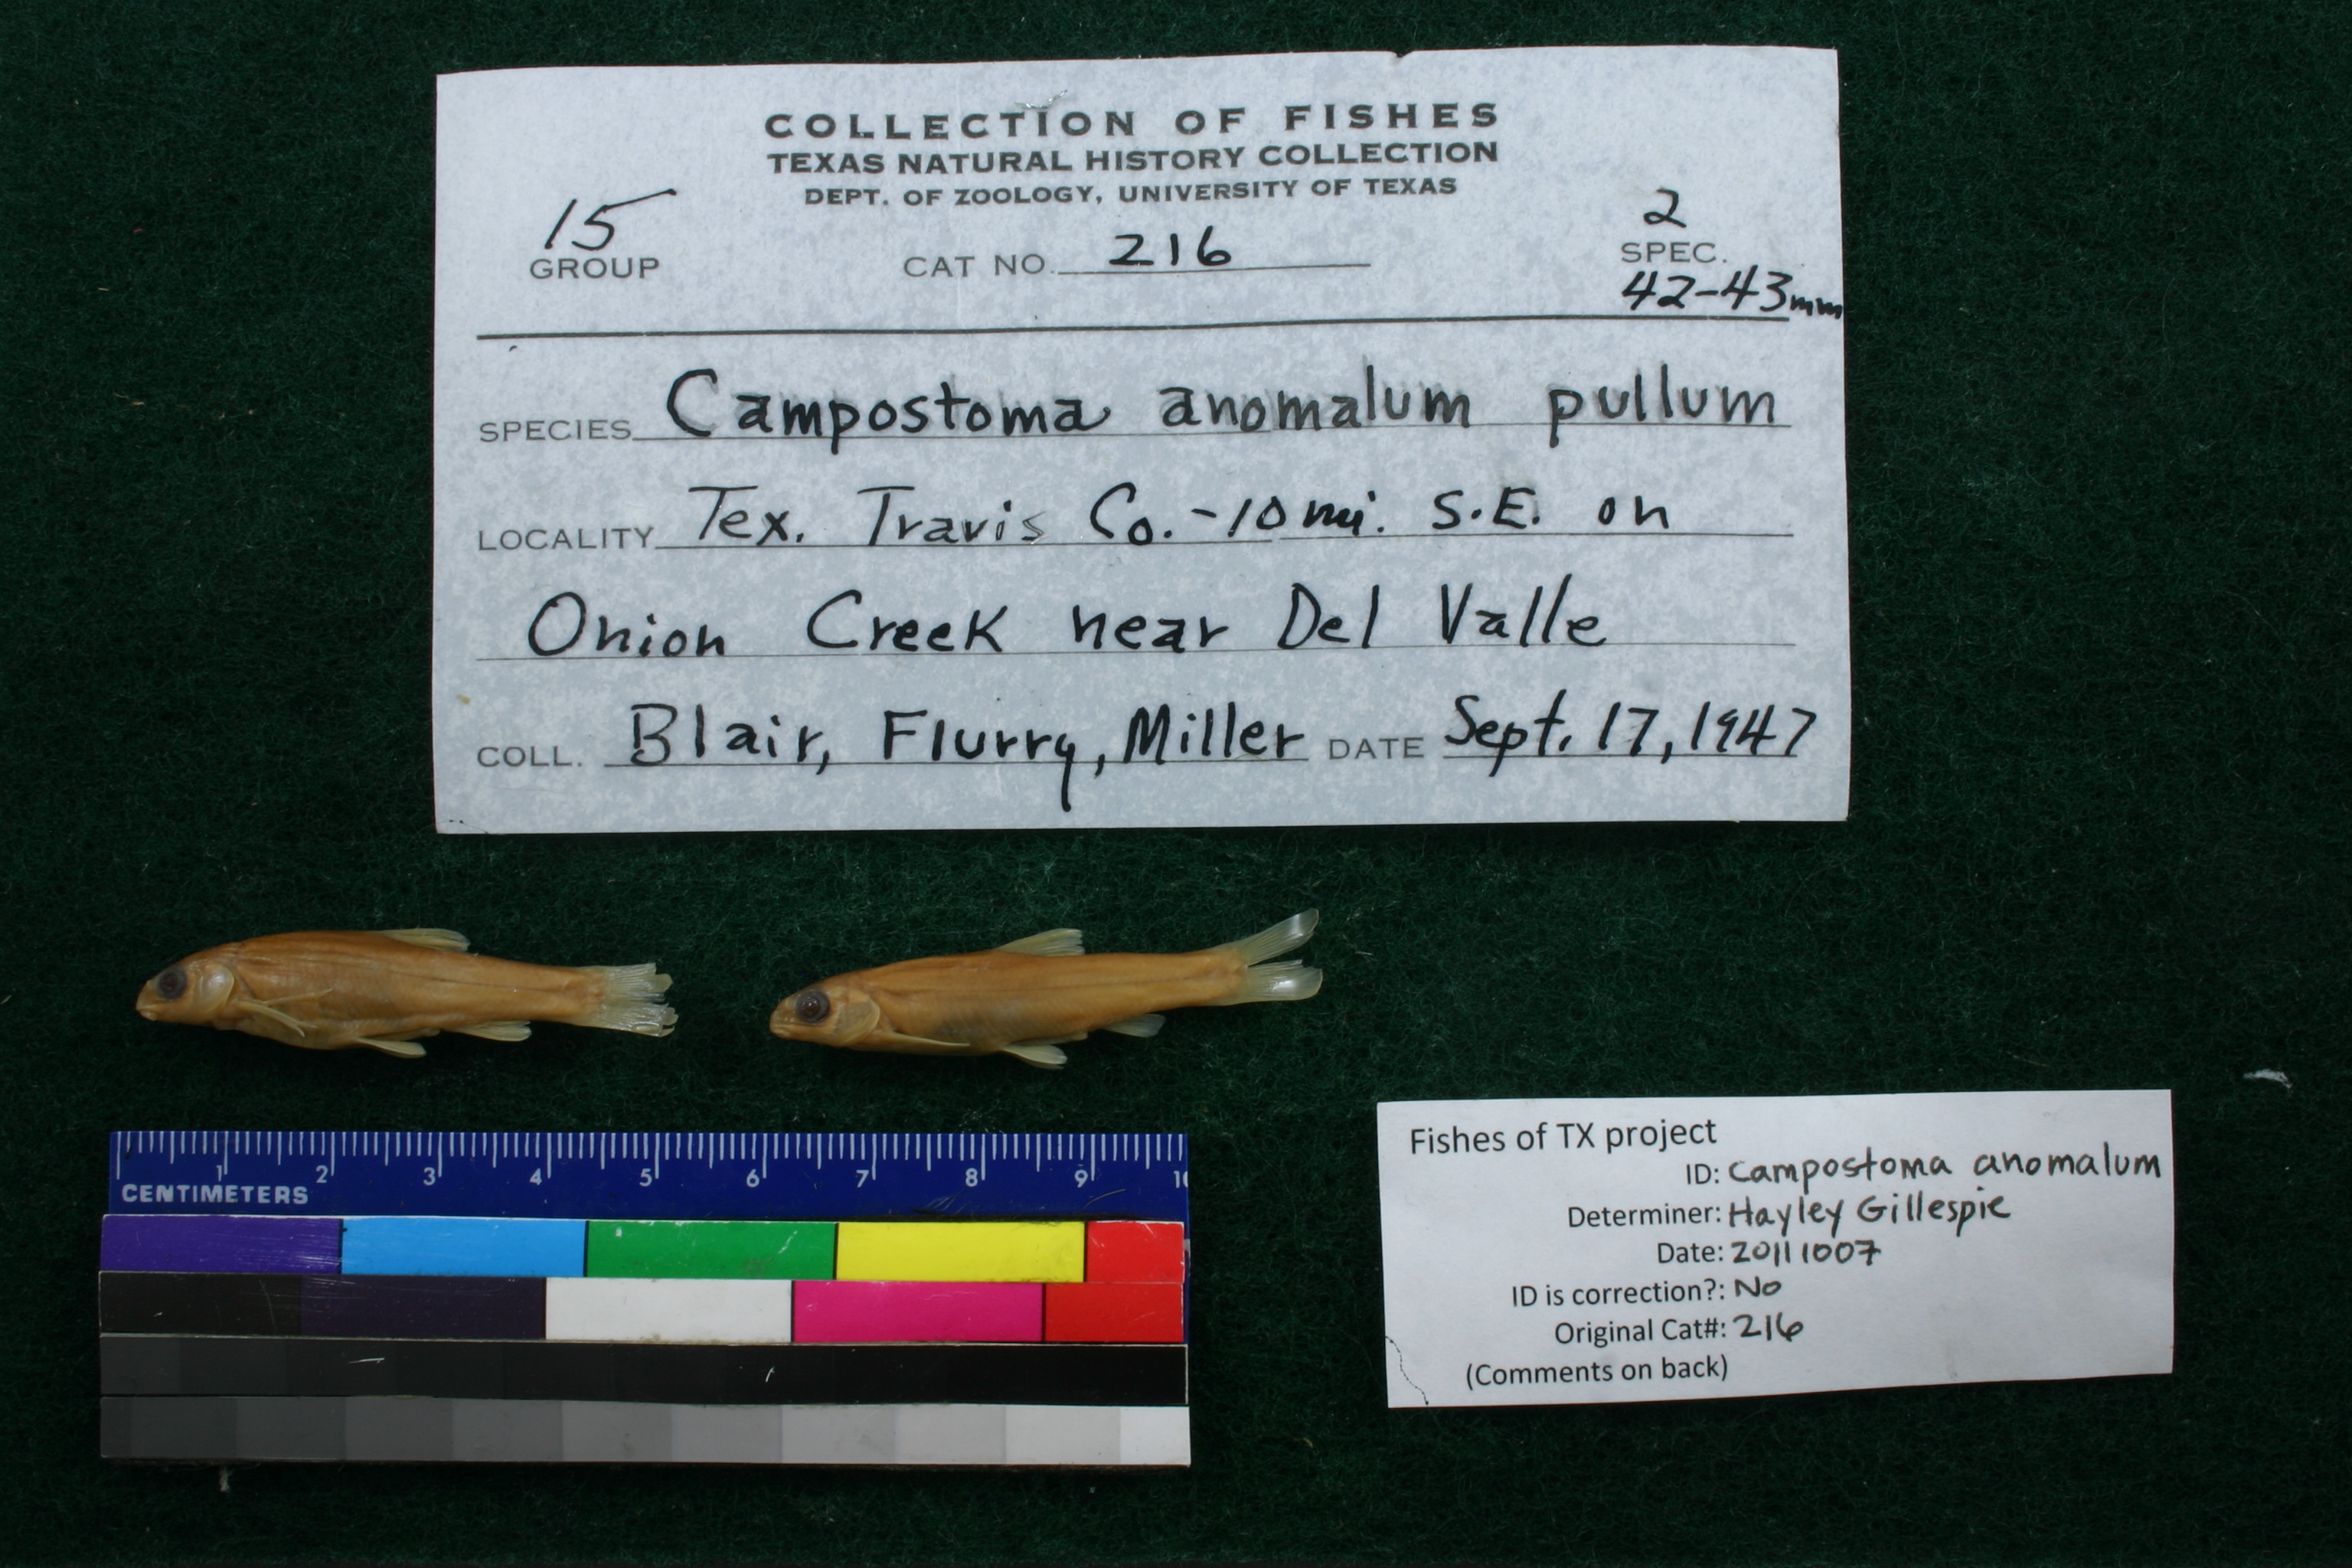 COLLECTION OF FISHES
TEXAS NATURAL HISTORY COLLECTION
DEPT. OF ZOOLOGY, UNIVERSITY OF TEXAS
15
GROUP
CAT NO. 216
2
SPEC.
42-43mm
SPECIES Campostoma anomalum pullum
LOCALITY Tex. Travis Co. -10 mi. S.E. on
Onion Creek near Del Valle
COLL. Blair, Flurry, Miller DATE Sept. 17, 1947
1 2 3 4 5 6 7 8 9 10
CENTIMETERS
Fishes of TX project
ID: Campostoma anomalum
Determiner: Hayley Gillespie
Date: 20111007
ID is correction?: No
Original Cat#: 216
(Comments on back)